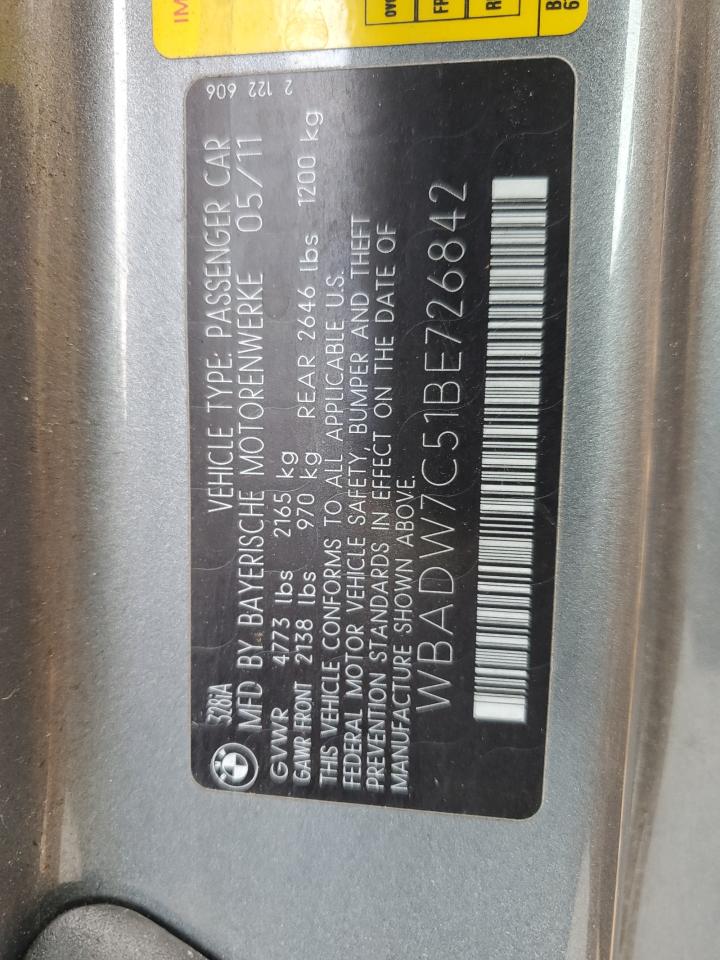 2 122 606
328iA VEHICLE TYPE: PASSENGER CAR
MFD BY: BAYERISCHE MOTORENWERKE 05/11
GVWR 4773 lbs 2165 kg
GAWR FRONT 2138 lbs 970 kg REAR 2646 lbs 1200 kg
THIS VEHICLE CONFORMS TO ALL APPLICABLE U.S.
FEDERAL MOTOR VEHICLE SAFETY, BUMPER AND THEFT
PREVENTION STANDARDS IN EFFECT ON THE DATE OF
MANUFACTURE SHOWN ABOVE.
WBADW7C51BE726842